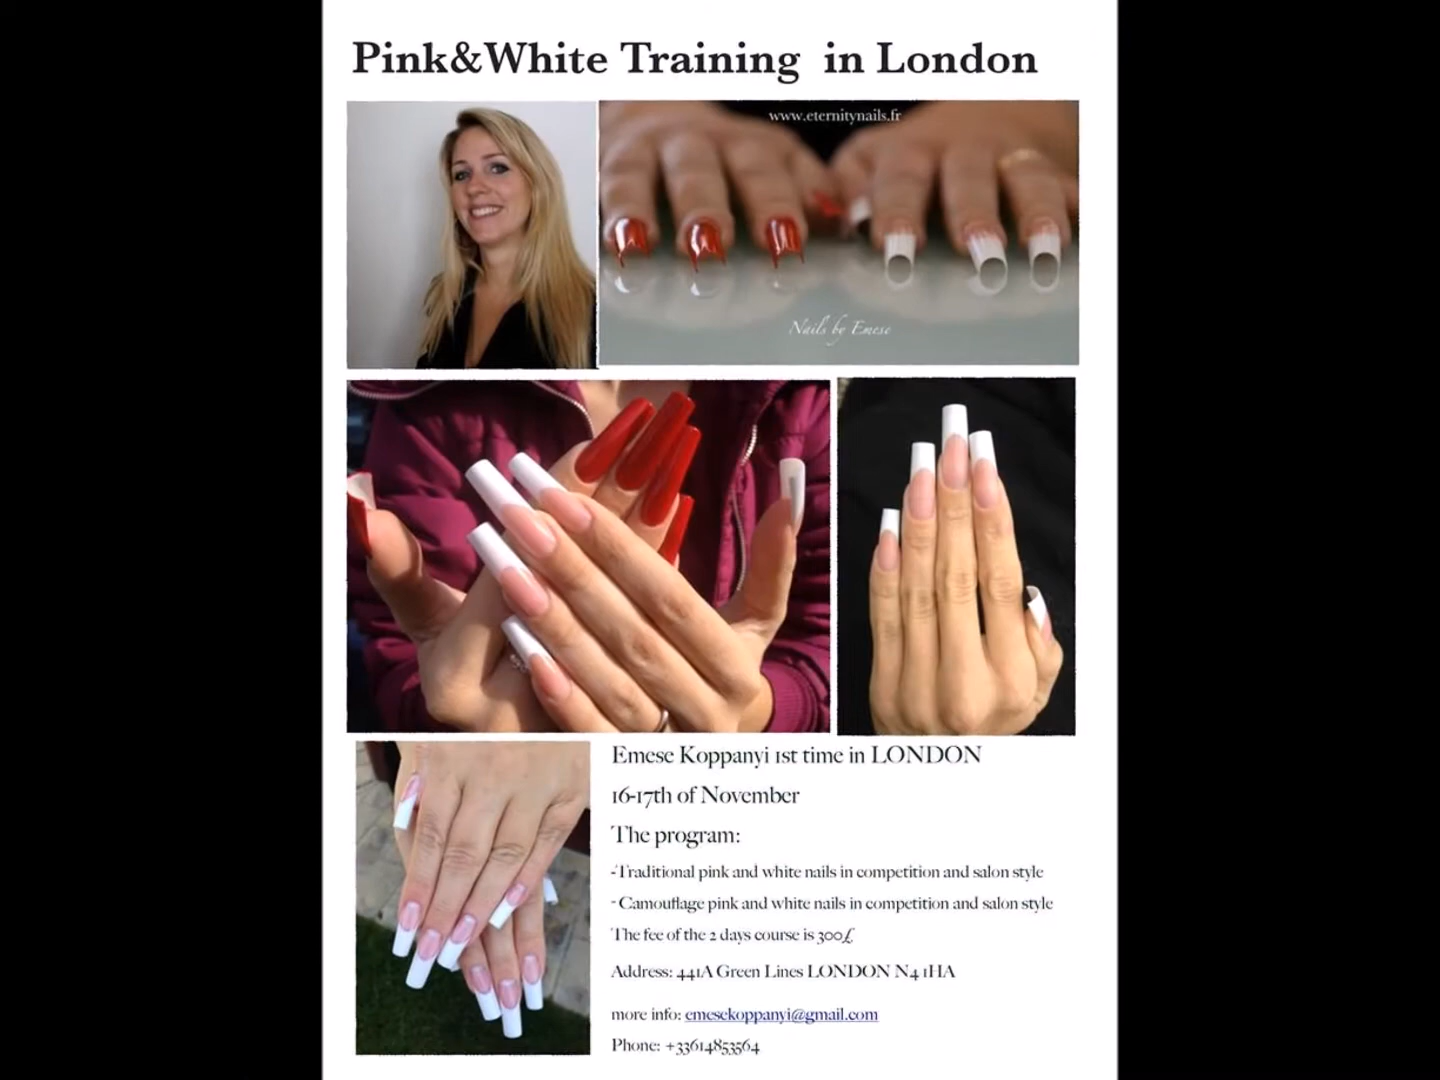 Pink&White Training in London
www.eternitynails.fr
Nails by Emese
Emese Koppanyi 1st time in LONDON
16-17th of November
The program:
-Traditional pink and white nails in competition and salon style
- Camouflage pink and white nails in competition and salon style
The fee of the 2 days course is 300£
Address: 441A Green Lines LONDON N4 1HA
more info: emesekoppanyi@gmail.com
Phone: +33614853564